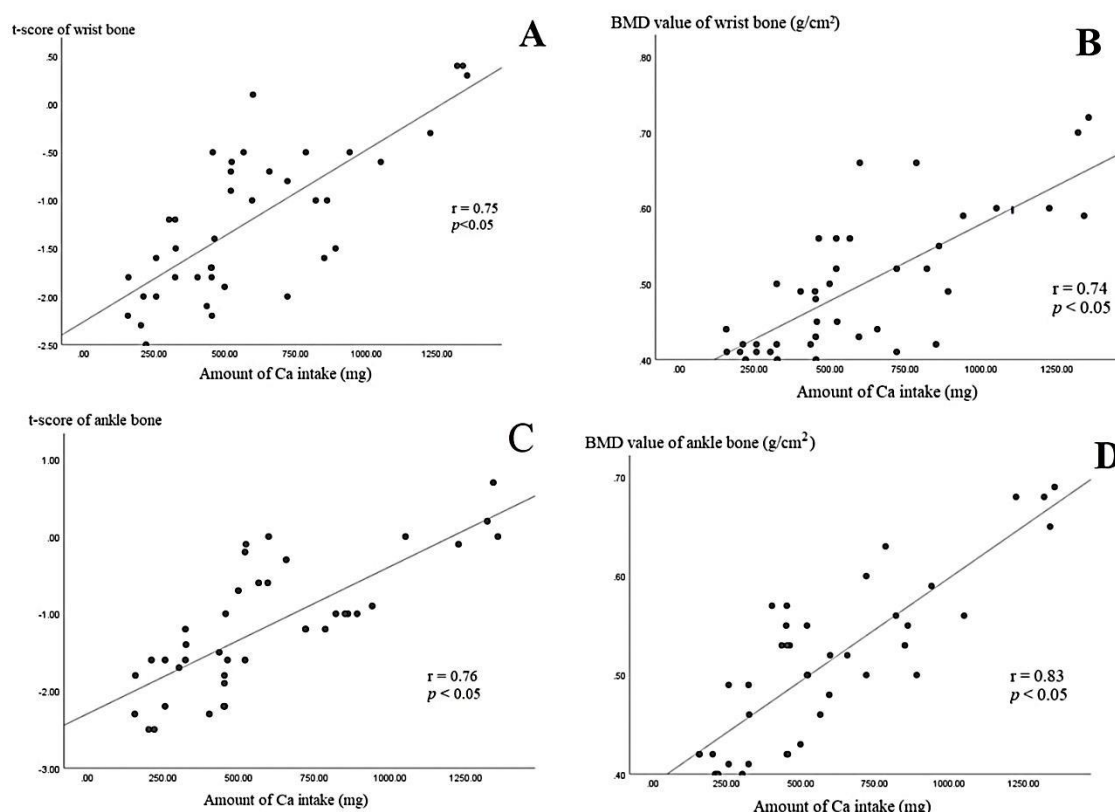 t-score of wrist bone
A
.50
.00
-.50
-1.00
-1.50
-2.00
-2.50
r = 0.75
p<0.05
.00 250.00 500.00 750.00 1000.00 1250.00
Amount of Ca intake (mg)
BMD value of wrist bone (g/cm²)
B
.80
.70
.60
.50
.40
r = 0.74
p < 0.05
.00 250.00 500.00 750.00 1000.00 1250.00
Amount of Ca intake (mg)
t-score of ankle bone
C
1.00
.00
-1.00
-2.00
-3.00
r = 0.76
p < 0.05
.00 250.00 500.00 750.00 1000.00 1250.00
Amount of Ca intake (mg)
BMD value of ankle bone (g/cm²)
D
.70
.60
.50
.40
r = 0.83
p < 0.05
.00 250.00 500.00 750.00 1000.00 1250.00
Amount of Ca intake (mg)